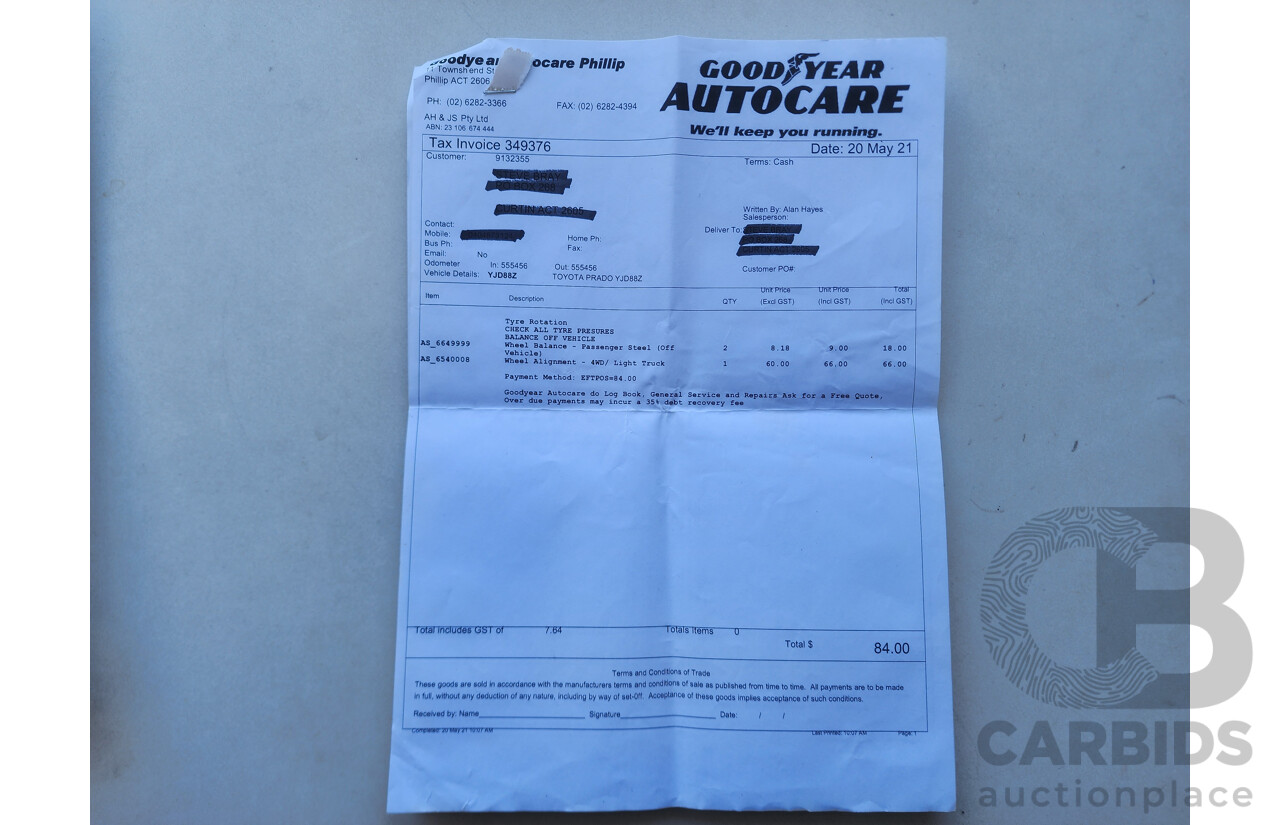 ocare Phillip
Townshend St
Phillip ACT 2606
PH: (02) 6282-3366
FAX: (02) 6282-4394
AH & JS Pty Ltd
ABN: 23 106 674 444
GOODYEAR
AUTOCARE
We'll keep you running.
Tax Invoice 349376
Date: 20 May 21
Customer: 9132355
Terms: Cash
Written By: Alan Hayes
Salesperson:
Contact:
Deliver To:
Mobile:
Home Ph:
Bus Ph:
Fax:
Email: No
Odometer In: 555456 Out: 555456
Customer PO#:
Vehicle Details: YJD88Z TOYOTA PRADO YJD88Z
Item Description QTY Unit Price (Excl GST) Unit Price (Incl GST) Total (Incl GST)
Tyre Rotation
CHECK ALL TYRE PRESURES
BALANCE OFF VEHICLE
AS_6649999 Wheel Balance - Passenger Steel (Off 2 8.18 9.00 18.00
Vehicle)
AS_6540008 Wheel Alignment - 4WD/ Light Truck 1 60.00 66.00 66.00
Payment Method: EFTPOS=84.00
Goodyear Autocare do Log Book, General Service and Repairs Ask for a Free Quote,
Over due payments may incur a 35% debt recovery fee
Total includes GST of 7.64 Totals Items 0
Total $ 84.00
Terms and Conditions of Trade
These goods are sold in accordance with the manufacturers terms and conditions of sale as published from time to time. All payments are to be made
in full, without any deduction of any nature, including by way of set-Off. Acceptance of these goods implies acceptance of such conditions.
Received by: Name Signature Date: / /
Completed: 20 May 21 10:07 AM
Last Printed: 10:07 AM Page: 1
CB
CARBIDS
auctionplace